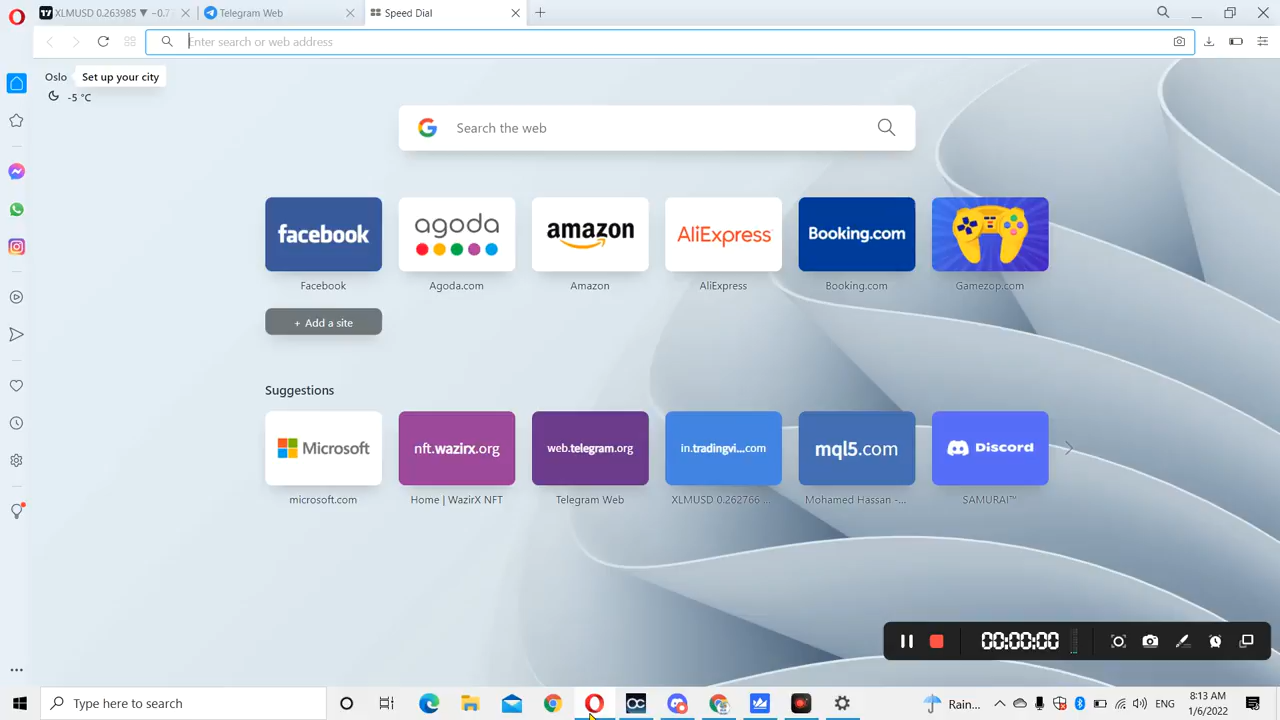 XLMUSD 0.263985 ▼ −0.7
Telegram Web
Speed Dial
Enter search or web address
Oslo
Set up your city
-5 °C
Search the web
facebook
agoda
amazon
AliExpress
Booking.com
Facebook
Agoda.com
Amazon
AliExpress
Booking.com
Gamezop.com
+ Add a site
Suggestions
Microsoft
nft.wazirx.org
web.telegram.org
in.tradingvi...com
mql5.com
Discord
microsoft.com
Home | WazirX NFT
Telegram Web
XLMUSD 0.262766 ...
Mohamed Hassan -...
SAMURAI™
00:00:00
Type here to search
OC
Rain...
ENG
8:13 AM
1/6/2022